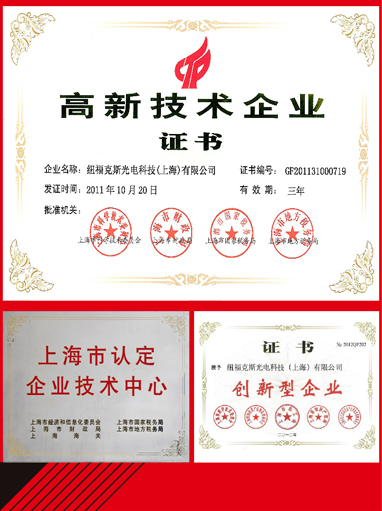 高新技术企业
证书
企业名称: 纽福克斯光电科技(上海)有限公司 证书编号: GF201131000719
发证时间: 2011年10月20日 有 效 期: 三年
批准机关:
上海市科学技术委员会 上海市财政局 上海市国家税务局 上海市地方税务局
上海市认定
企业技术中心
上海市经济和信息化委员会 上海市国家税务局
上海市财政局 上海市地方税务局
上海海关
证书
授予 纽福克斯光电科技 (上海) 有限公司
创新型企业
二〇一二年